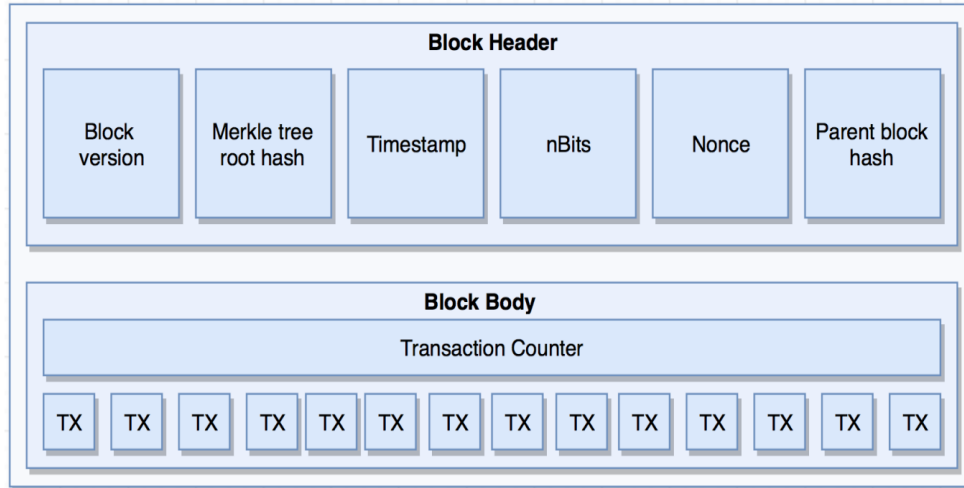 Block Header
Block
version
Merkle tree
root hash
Timestamp
nBits
Nonce
Parent block
hash
Block Body
Transaction Counter
TX TX TX TX TX TX TX TX TX TX TX TX TX TX